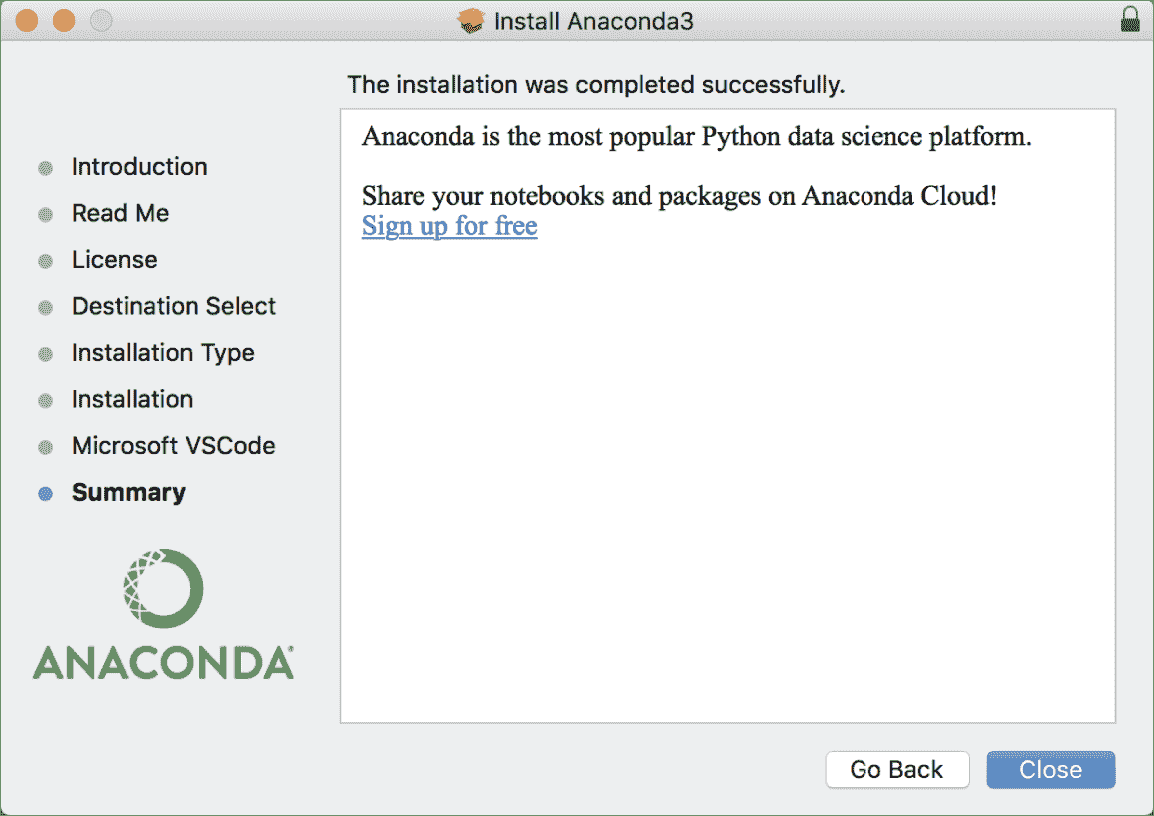 Install Anaconda3
The installation was completed successfully.
Introduction
Read Me
License
Destination Select
Installation Type
Installation
Microsoft VSCode
Summary
ANANCONDA
Anaconda is the most popular Python data science platform.
Share your notebooks and packages on Anaconda Cloud!
Sign up for free
Go Back
Close